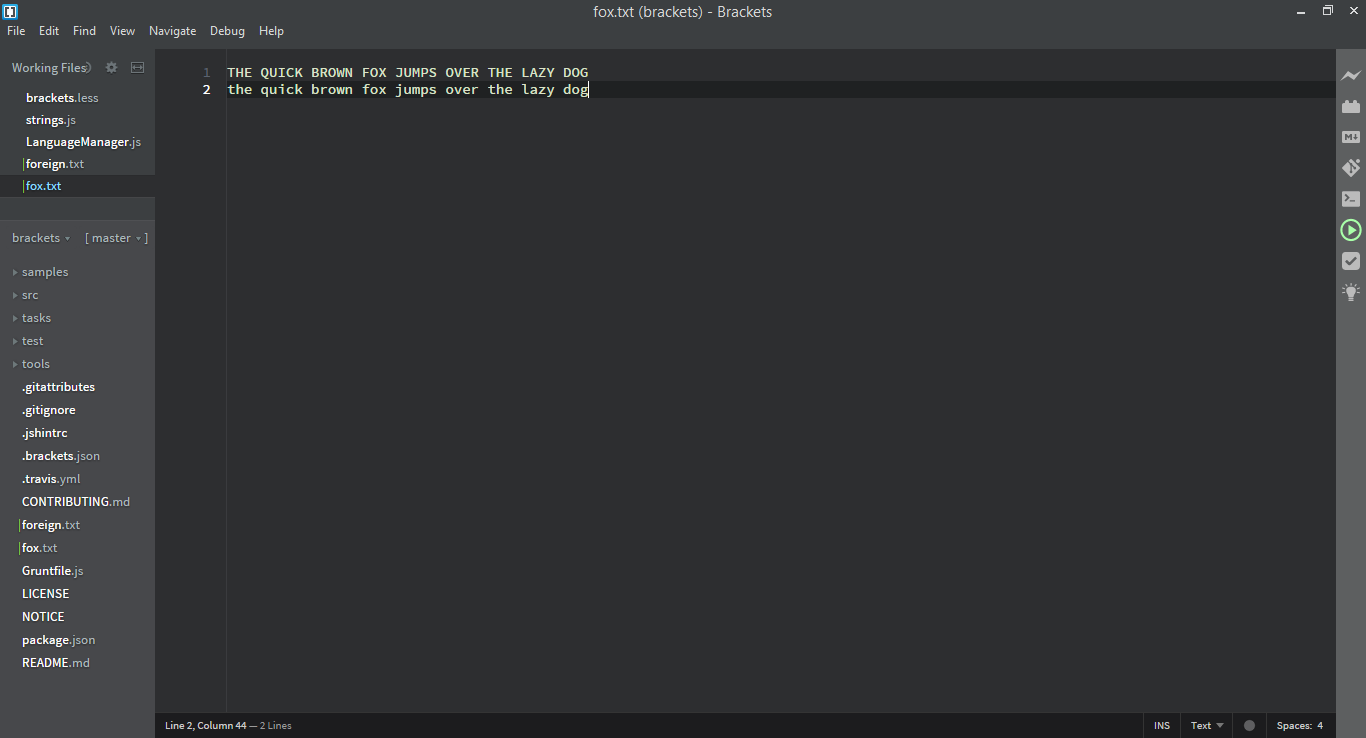 fox.txt (brackets) - Brackets
File Edit Find View Navigate Debug Help
Working Files
brackets.less
strings.js
LanguageManager.js
foreign.txt
fox.txt
brackets [ master ]
samples
src
tasks
test
tools
.gitattributes
.gitignore
.jshintrc
.brackets.json
.travis.yml
CONTRIBUTING.md
foreign.txt
fox.txt
Gruntfile.js
LICENSE
NOTICE
package.json
README.md
1 THE QUICK BROWN FOX JUMPS OVER THE LAZY DOG
2 the quick brown fox jumps over the lazy dog
M
Line 2, Column 44 — 2 Lines
INS Text Spaces: 4